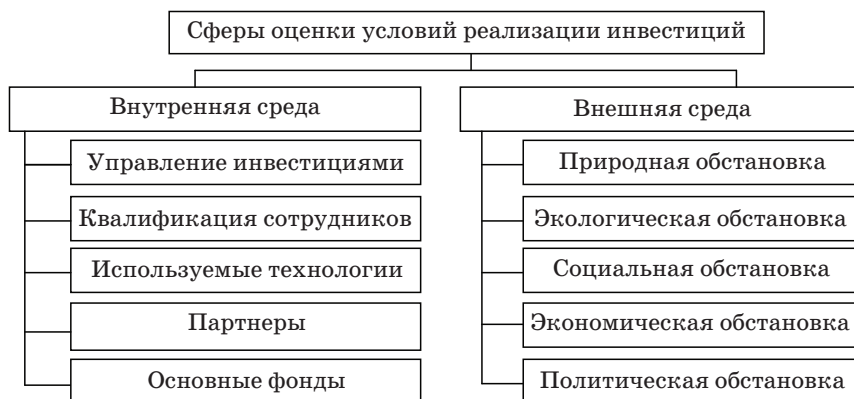 Сферы оценки условий реализации инвестиций
Внутренняя среда
Управление инвестициями
Квалификация сотрудников
Используемые технологии
Партнеры
Основные фонды
Внешняя среда
Природная обстановка
Экологическая обстановка
Социальная обстановка
Экономическая обстановка
Политическая обстановка